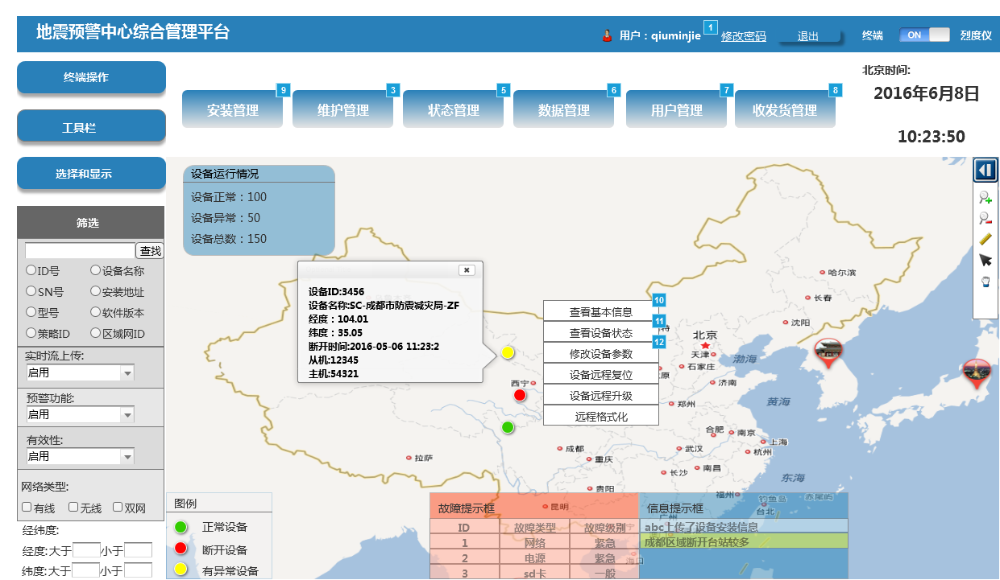 地震预警中心综合管理平台
用户：qiuminjie
1
修改密码
退出
终端
ON
烈度仪
终端操作
工具栏
选择和显示
安装管理
9
维护管理
3
状态管理
5
数据管理
6
用户管理
7
收发货管理
8
北京时间:
2016年6月8日
10:23:50
筛选
查找
ID号
设备名称
SN号
安装地址
型号
软件版本
策略ID
区域网ID
实时流上传:
启用
预警功能:
启用
有效性:
启用
网络类型:
有线
无线
双网
经纬度:
经度:大于
小于
纬度:大于
小于
设备运行情况
设备正常：100
设备异常：50
设备总数：150
设备ID:3456
设备名称:SC-成都市防震减灾局-ZF
经度：104.01
纬度：35.05
断开时间:2016-05-06 11:23:2
从机:12345
主机:54321
查看基本信息
10
查看设备状态
11
修改设备参数
12
设备远程复位
设备远程升级
远程格式化
哈尔滨
长春
沈阳
特
北京
天津
渤海
石家庄
原
济南
西宁
郑州
黄海
合肥
南京
上海
成都
武汉
杭州
重庆
拉萨
长沙
南昌
东海
贵阳
福州
钓鱼岛
赤尾屿
台北
昆明
广州
南宁
海口
图例
正常设备
断开设备
有异常设备
故障提示框
ID 故障类型 故障级别
1 网络 紧急
2 电源 紧急
3 sd卡 一般
信息提示框
abc上传了设备安装信息
成都区域断开台站较多